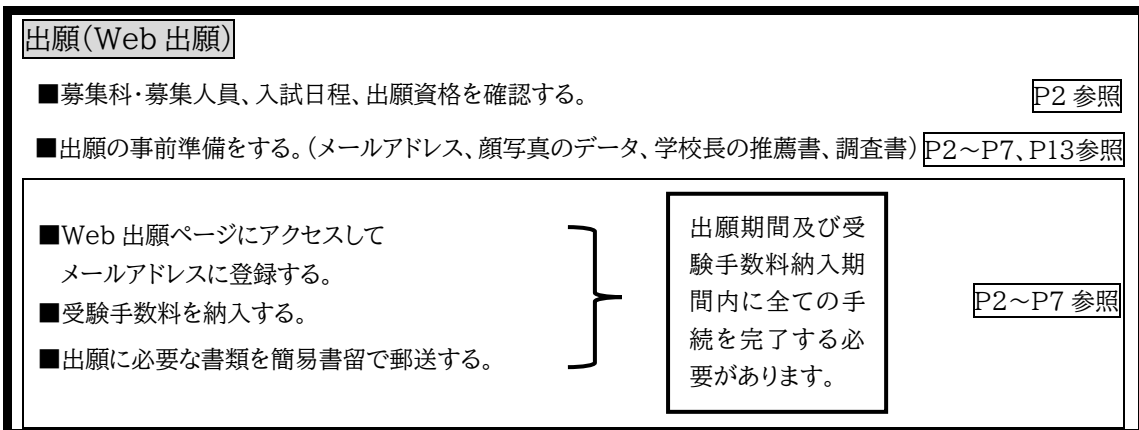 出願(Web 出願)
■募集科・募集人員、入試日程、出願資格を確認する。 P2 参照
■出願の事前準備をする。(メールアドレス、顔写真のデータ、学校長の推薦書、調査書) P2～P7、P13参照
■Web 出願ページにアクセスして
メールアドレスに登録する。
■受験手数料を納入する。
■出願に必要な書類を簡易書留で郵送する。
出願期間及び受
験手数料納入期
間内に全ての手
続を完了する必
要があります。
P2～P7 参照